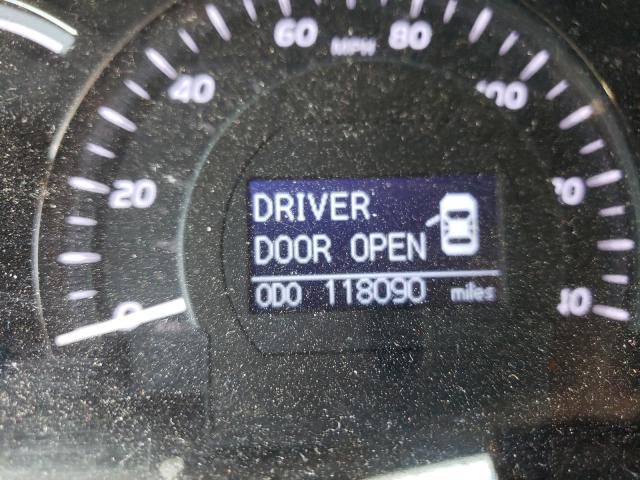 60 MPH 80
40
100
20
DRIVER
DOOR OPEN
ODO 118090 miles
0